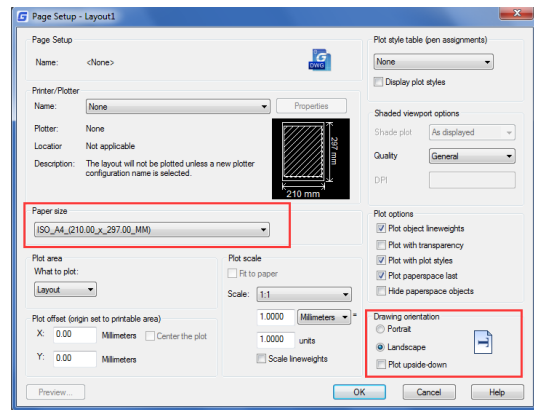 Page Setup - Layout1
Page Setup
Name: <None>
DWG
Plot style table (pen assignments)
None
Display plot styles
Printer/Plotter
Name: None
Properties
Plotter: None
Locatior Not applicable
Description: The layout will not be plotted unless a new plotter
configuration name is selected.
297 mm
210 mm
Shaded viewport options
Shade plot As displayed
Quality General
DPI
Paper size
ISO_A4_(210.00_x_297.00_MM)
Plot options
Plot object lineweights
Plot with transparency
Plot with plot styles
Plot paperspace last
Hide paperspace objects
Plot area
What to plot:
Layout
Plot scale
Fit to paper
Scale: 1:1
1.0000 Millimeters =
1.0000 units
Scale lineweights
Plot offset (origin set to printable area)
X: 0.00 Millimeters Center the plot
Y: 0.00 Millimeters
Drawing orientation
Portrait
Landscape
Plot upside-down
Preview...
OK
Cancel
Help